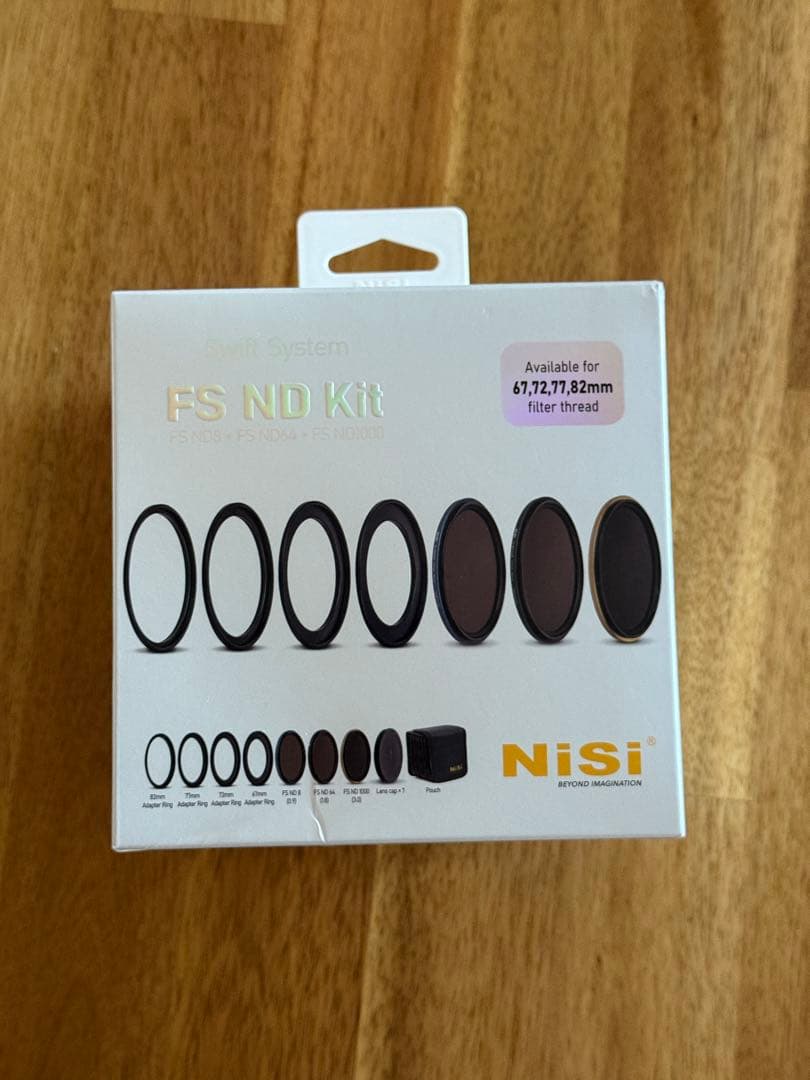 NiSi
Swift System
FS ND Kit
FS ND8 • FS ND64 • FS ND1000
Available for
67,72,77,82mm
filter thread
82mm
Adapter Ring
77mm
Adapter Ring
72mm
Adapter Ring
67mm
Adapter Ring
FS ND 8
(0.9)
FS ND 64
(1.8)
FS ND 1000
(3.0)
Lens cap × 1
Pouch
NiSi
NiSi®
BEYOND IMAGINATION